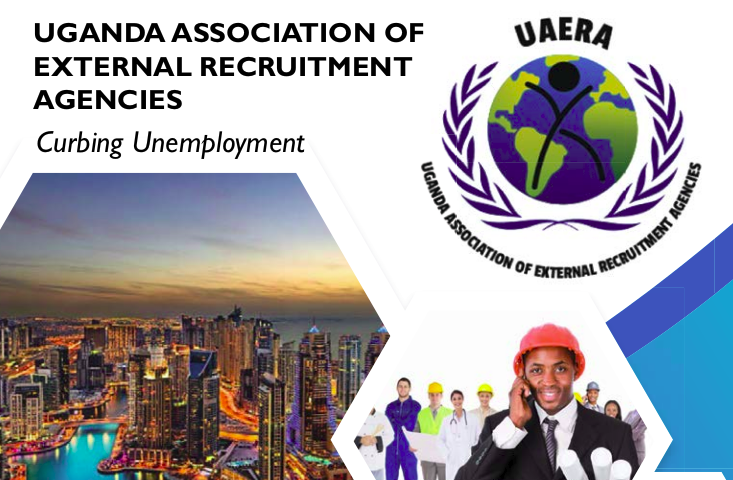 UGANDA ASSOCIATION OF
EXTERNAL RECRUITMENT
AGENCIES
Curbing Unemployment
UAERA
UGANDA ASSOCIATION OF EXTERNAL RECRUITMENT AGENCIES